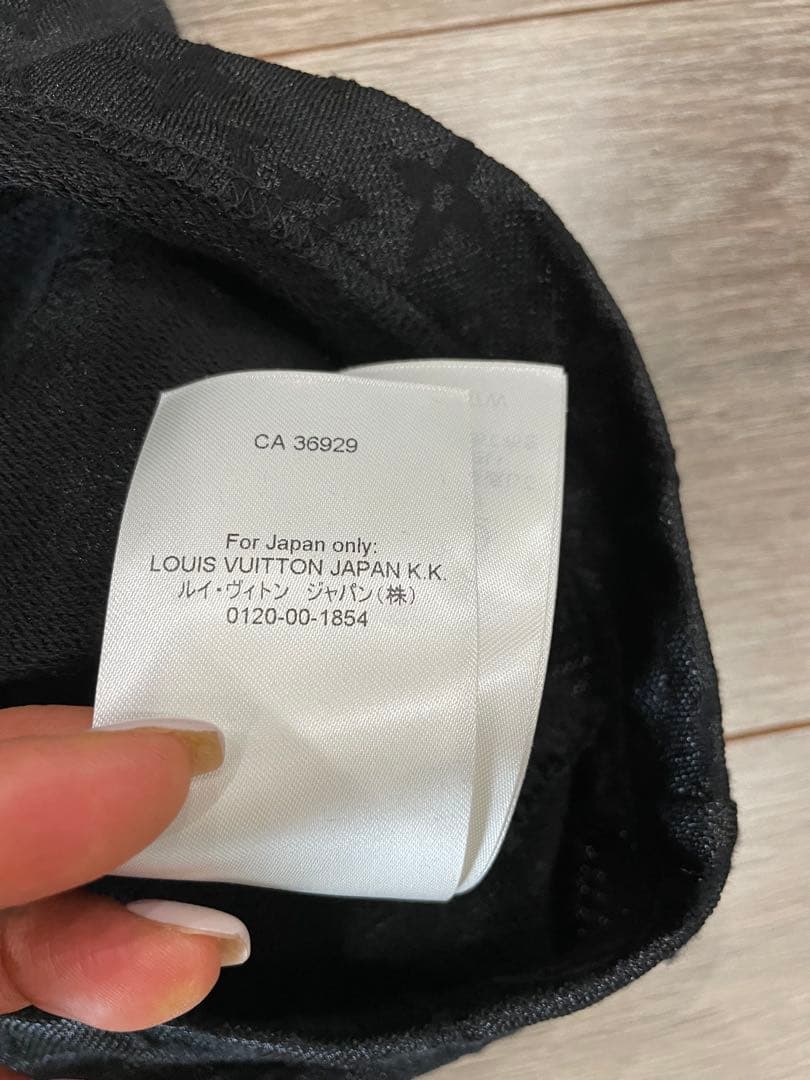 CA 36929
For Japan only:
LOUIS VUITTON JAPAN K.K.
ルイ・ヴィトン ジャパン(株)
0120-00-1854